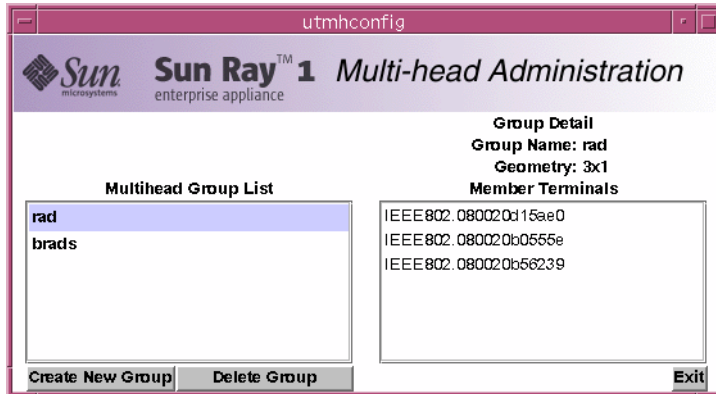 utmhconfig
Sun microsystems
Sun Ray™ 1 Multi-head Administration
enterprise appliance
Group Detail
Group Name: rad
Geometry: 3x1
Multihead Group List
Member Terminals
rad
brads
IEEE802.080020d15ae0
IEEE802.080020b0555e
IEEE802.080020b56239
Create New Group
Delete Group
Exit